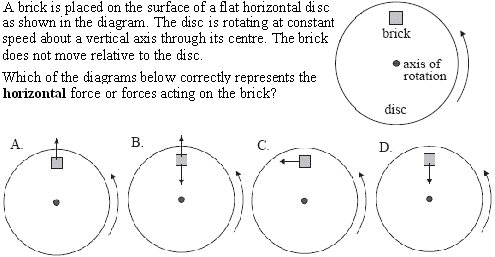 A brick is placed on the surface of a flat horizontal disc
as shown in the diagram. The disc is rotating at constant
speed about a vertical axis through its centre. The brick
does not move relative to the disc.
Which of the diagrams below correctly represents the
horizontal force or forces acting on the brick?
brick
axis of
rotation
disc
A.
B.
C.
D.